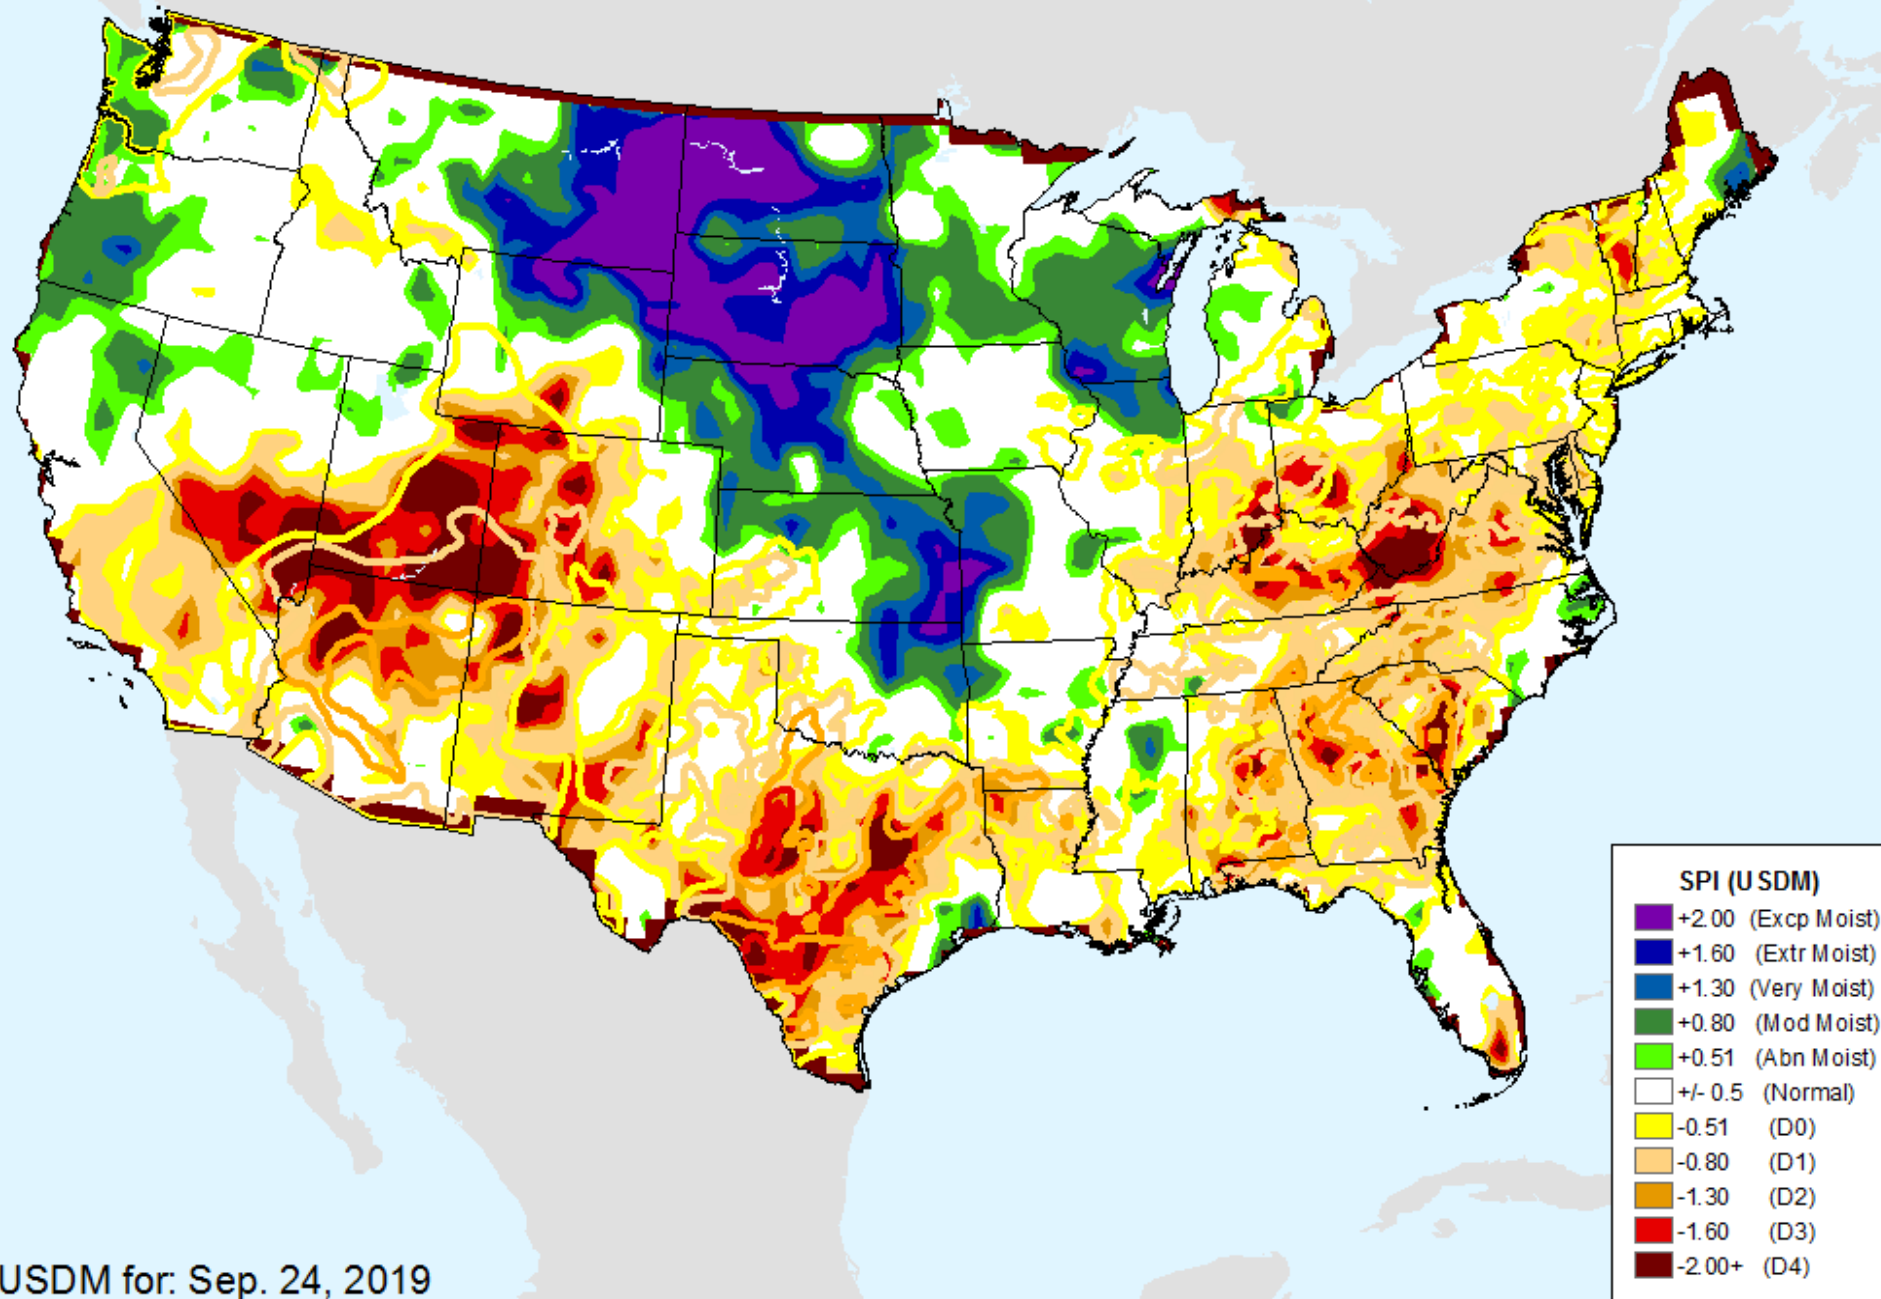 SPI (USDM)
+2.00 (Excp Moist)
+1.60 (Extr Moist)
+1.30 (Very Moist)
+0.80 (Mod Moist)
+0.51 (Abn Moist)
+/- 0.5 (Normal)
-0.51 (D0)
-0.80 (D1)
-1.30 (D2)
-1.60 (D3)
-2.00+ (D4)
USDM for: Sep. 24, 2019